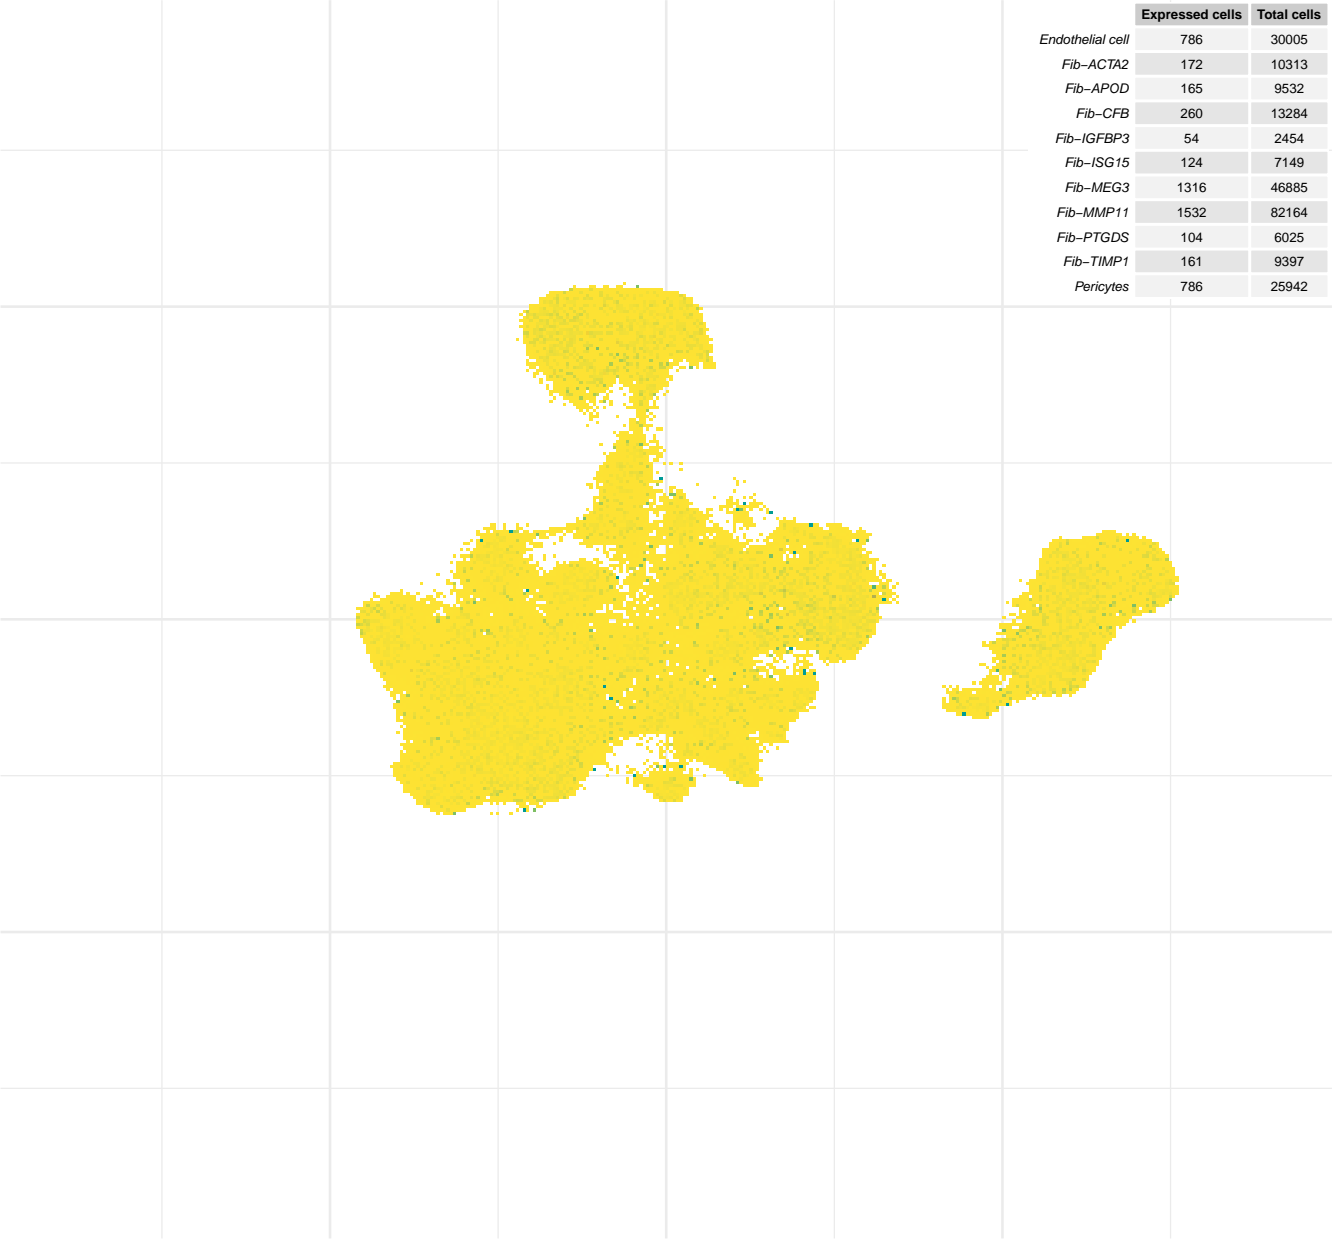 Expressed cells Total cells
Endothelial cell 786 30005
Fib−ACTA2 172 10313
Fib−APOD 165 9532
Fib−CFB 260 13284
Fib−IGFBP3 54 2454
Fib−ISG15 124 7149
Fib−MEG3 1316 46885
Fib−MMP11 1532 82164
Fib−PTGDS 104 6025
Fib−TIMP1 161 9397
Pericytes 786 25942